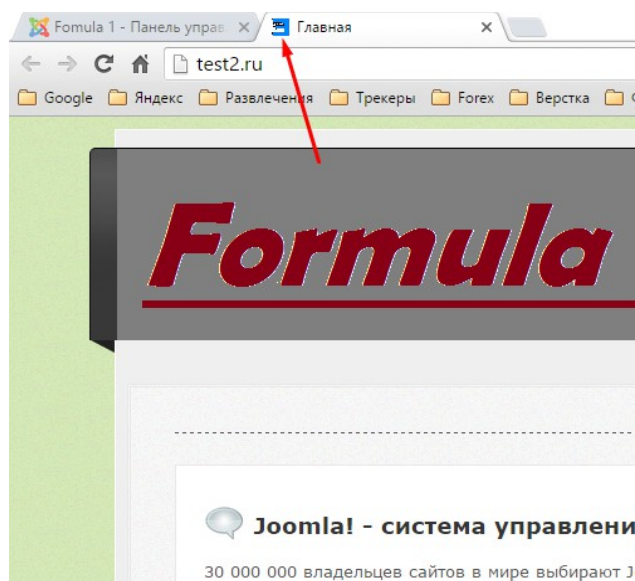 Fomula 1 - Панель управ
Главная
test2.ru
Google Яндекс Развлечения Трекеры Forex Верстка
Formula
Joomla! - система управлени
30 000 000 владельцев сайтов в мире выбирают J